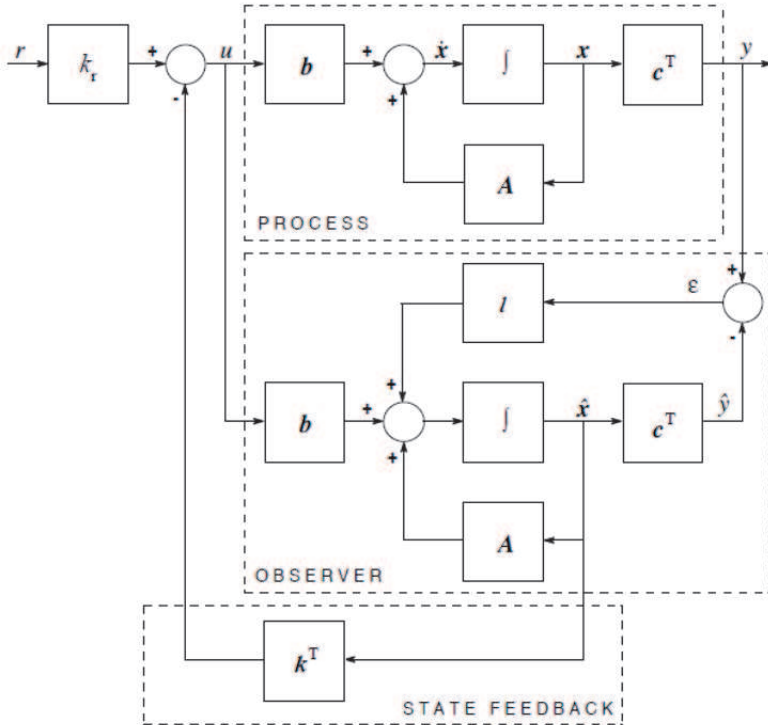 r k_r + - u b + + ẋ ∫ x c^T y
A
PROCESS
l ε + -
b + + + ∫ x̂ c^T ŷ
A
OBSERVER
k^T
STATE FEEDBACK